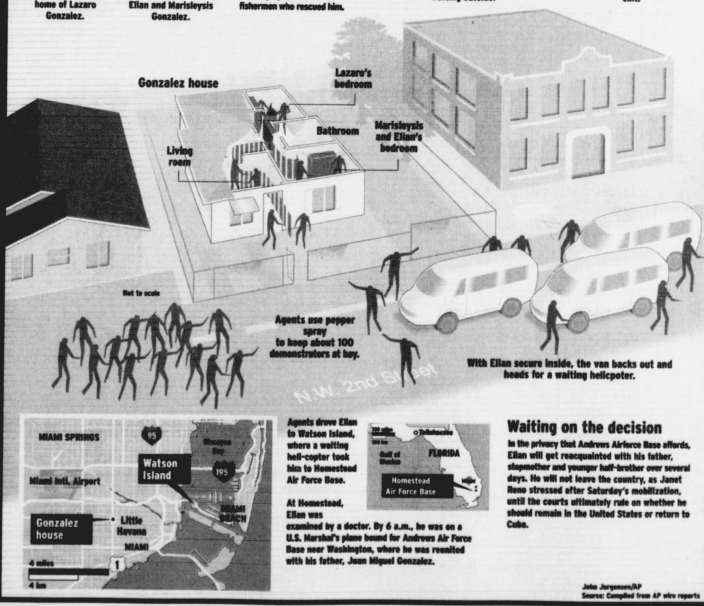 home of Lazaro
Gonzalez.
Elian and Marisleysis
Gonzalez.
fishermen who rescued him.
Gonzalez house
Lazaro's
bedroom
Bathroom
Marisleysis
and Elian's
bedroom
Living
room
Not to scale
Agents use pepper
spray
to keep about 100
demonstrators at bay.
With Elian secure inside, the van backs out and
heads for a waiting helicpoter.
N.W. 2nd Street
MIAMI SPRINGS
95
Biscayne
Bay
195
Watson
Island
Miami Intl. Airport
MIAMI
BEACH
Gonzalez
house
Little
Havana
MIAMI
1
4 miles
4 km
Agents drove Elian
to Watson Island,
where a waiting
heli-copter took
him to Homestead
Air Force Base.
At Homestead,
Elian was
examined by a doctor. By 6 a.m., he was on a
U.S. Marshal's plane bound for Andrews Air Force
Base near Washington, where he was reunited
with his father, Juan Miguel Gonzalez.
Tallahassee
Gulf of
Mexico
FLORIDA
Miami
Homestead
Air Force Base
Waiting on the decision
In the privacy that Andrews Airforce Base affords,
Elian will get reacquainted with his father,
stepmother and younger half-brother over several
days. He will not leave the country, as Janet
Reno stressed after Saturday's mobilization,
until the courts ultimately rule on whether he
should remain in the United States or return to
Cuba.
John Jurgensen/AP
Source: Compiled from AP wire reports